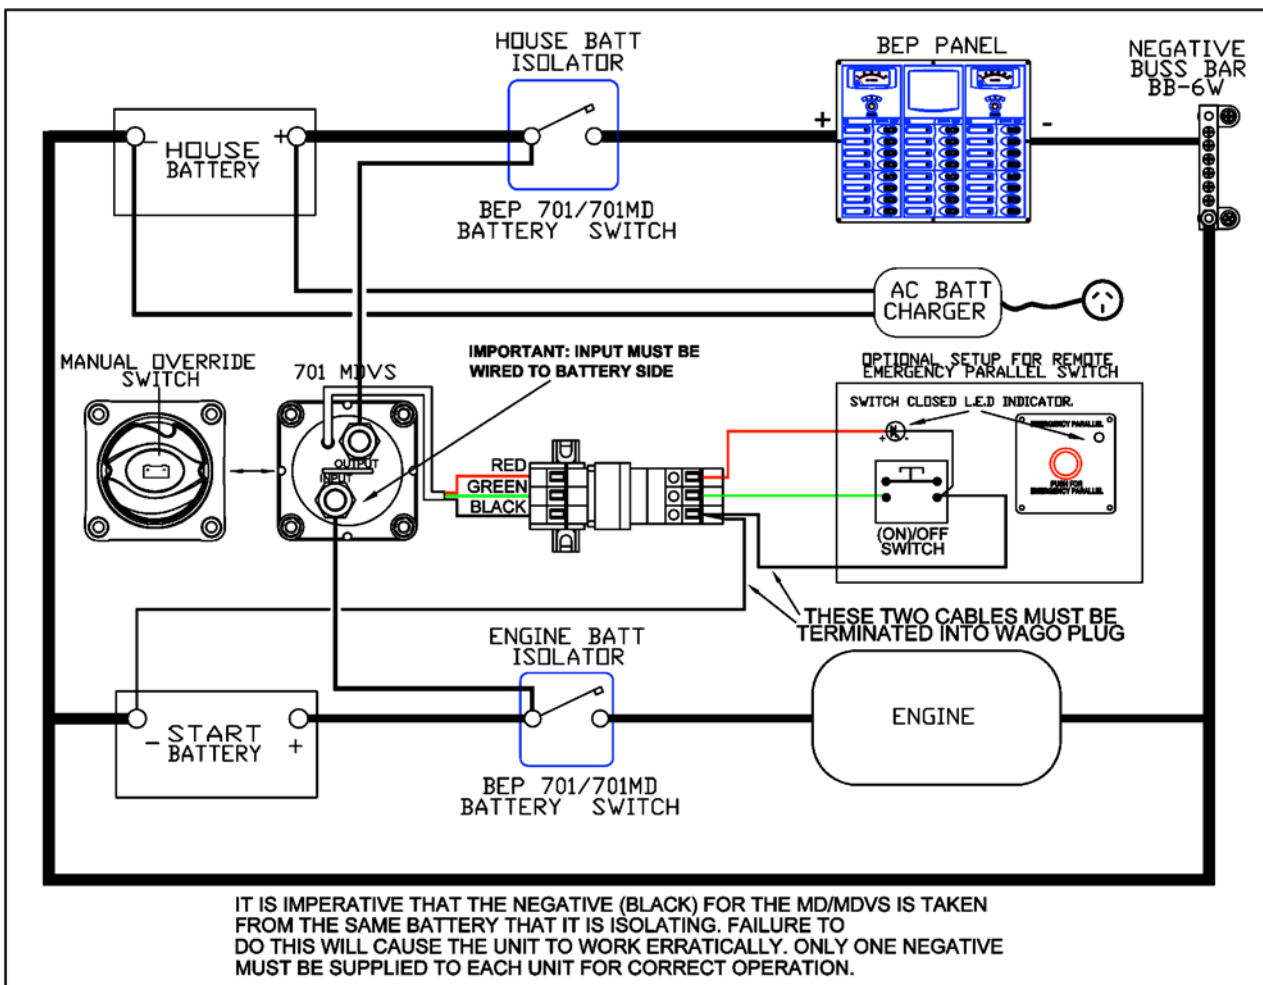 HOUSE BATT
ISOLATOR
BEP PANEL
NEGATIVE
BUSS BAR
BB-6W
- HOUSE +
BATTERY
+
-
BEP 701/701MD
BATTERY SWITCH
AC BATT
CHARGER
MANUAL OVERRIDE
SWITCH
701 MDVS
IMPORTANT: INPUT MUST BE
WIRED TO BATTERY SIDE
OPTIONAL SETUP FOR REMOTE
EMERGENCY PARALLEL SWITCH
SWITCH CLOSED L.E.D INDICATOR.
+ -
EMERGENCY PARALLEL
PUSH FOR
EMERGENCY PARALLEL
OUTPUT
INPUT
RED
GREEN
BLACK
(ON)/OFF
SWITCH
THESE TWO CABLES MUST BE
TERMINATED INTO WAGO PLUG
ENGINE BATT
ISOLATOR
- START +
BATTERY
ENGINE
BEP 701/701MD
BATTERY SWITCH
IT IS IMPERATIVE THAT THE NEGATIVE (BLACK) FOR THE MD/MDVS IS TAKEN
FROM THE SAME BATTERY THAT IT IS ISOLATING. FAILURE TO
DO THIS WILL CAUSE THE UNIT TO WORK ERRATICALLY. ONLY ONE NEGATIVE
MUST BE SUPPLIED TO EACH UNIT FOR CORRECT OPERATION.